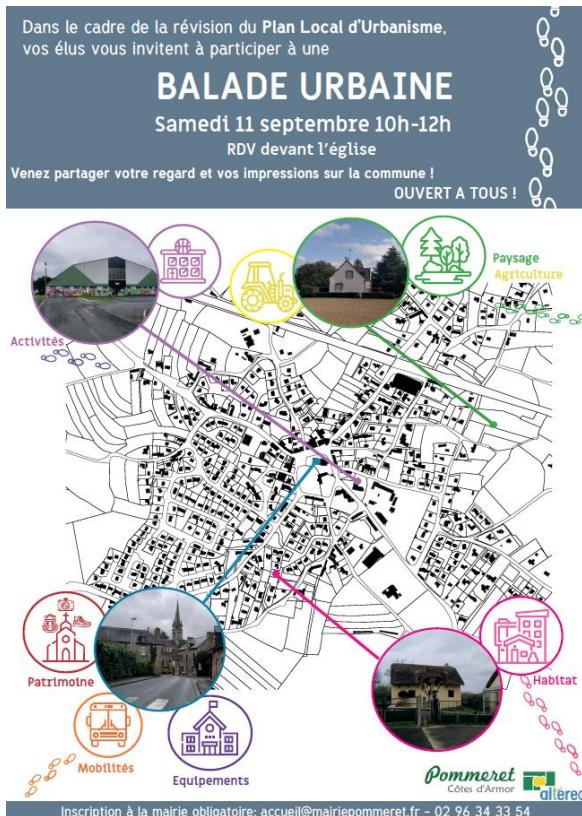 Dans le cadre de la révision du Plan Local d'Urbanisme,
vos élus vous invitent à participer à une
BALADE URBAINE
Samedi 11 septembre 10h-12h
RDV devant l'église
Venez partager votre regard et vos impressions sur la commune !
OUVERT A TOUS !
Paysage
Agriculture
Activités
Patrimoine
Habitat
Mobilités
Equipements
Pommeret
Côtes d'Armor
altereo
Inscription à la mairie obligatoire: accueil@mairiepommeret.fr - 02 96 34 33 54